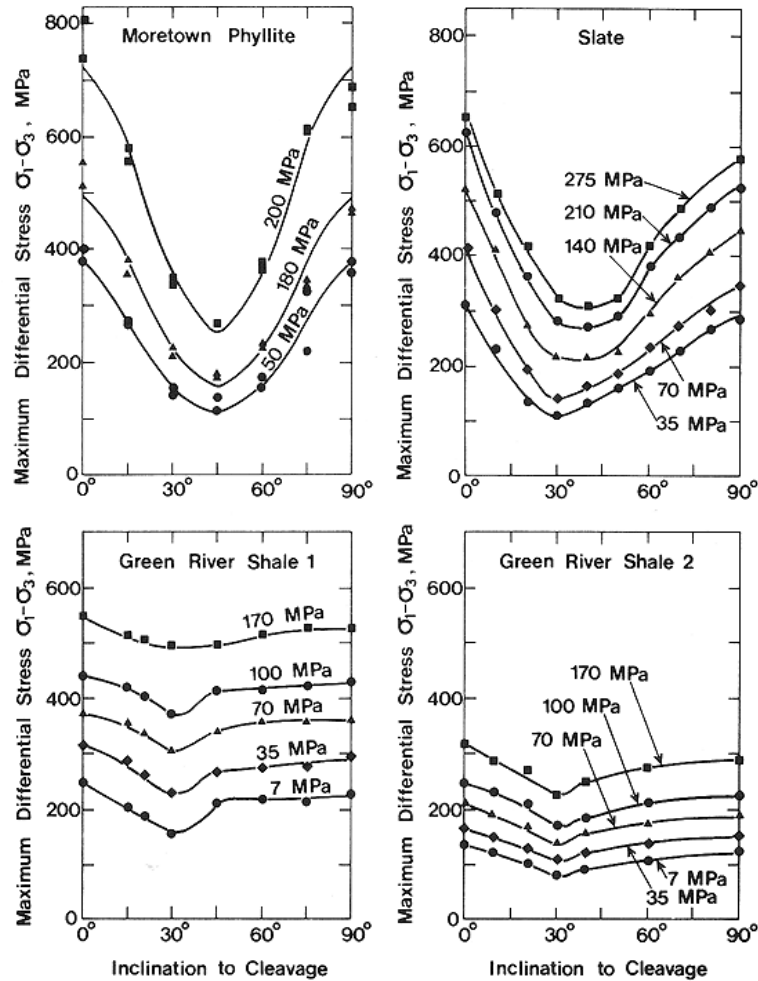 Moretown Phyllite
Maximum Differential Stress σ1-σ3, MPa
800
600
400
200
0
200 MPa
180 MPa
50 MPa
0° 30° 60° 90°
Slate
Maximum Differential Stress σ1-σ3, MPa
800
600
400
200
0
275 MPa
210 MPa
140 MPa
70 MPa
35 MPa
0° 30° 60° 90°
Green River Shale 1
Maximum Differential Stress σ1-σ3, MPa
600
400
200
0
170 MPa
100 MPa
70 MPa
35 MPa
7 MPa
0° 30° 60° 90°
Inclination to Cleavage
Green River Shale 2
Maximum Differential Stress σ1-σ3, MPa
600
400
200
0
170 MPa
100 MPa
70 MPa
7 MPa
35 MPa
0° 30° 60° 90°
Inclination to Cleavage